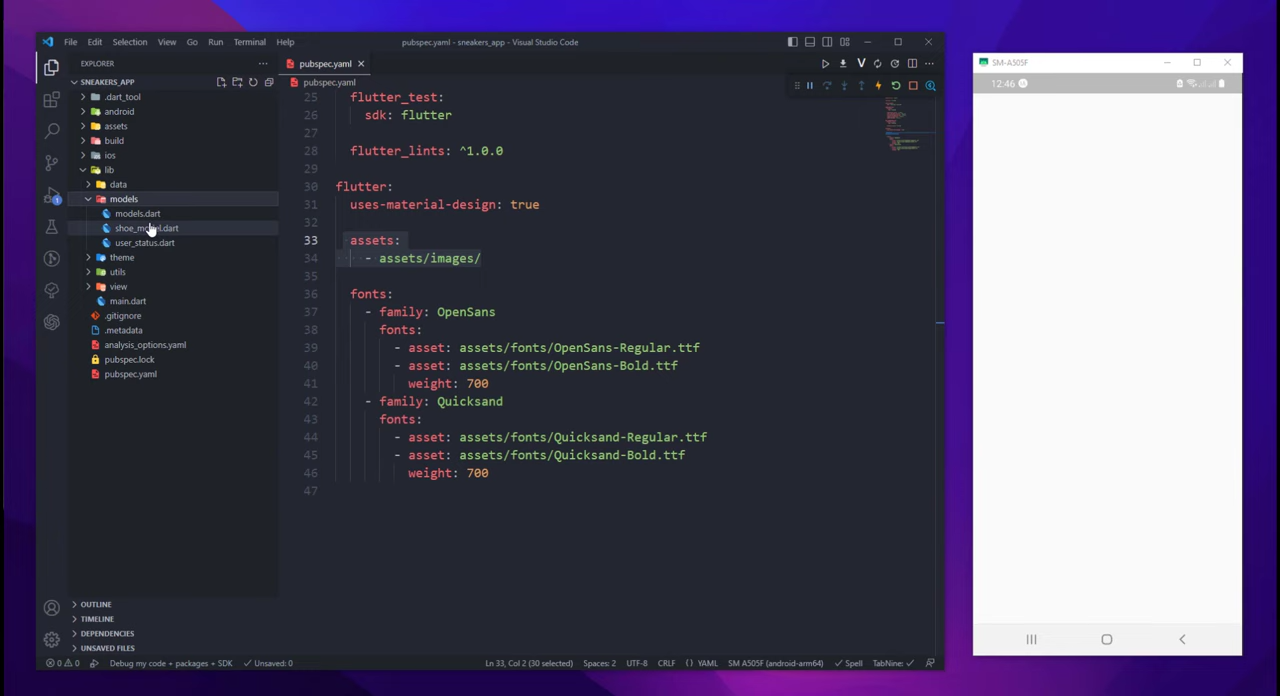 File Edit Selection View Go Run Terminal Help
pubspec.yaml - sneakers_app - Visual Studio Code
EXPLORER
SNEAKERS_APP
.dart_tool
android
assets
build
ios
lib
data
models
models.dart
shoe_model.dart
user_status.dart
theme
utils
view
main.dart
.gitignore
.metadata
analysis_options.yaml
pubspec.lock
pubspec.yaml
OUTLINE
TIMELINE
DEPENDENCIES
UNSAVED FILES
1
pubspec.yaml
pubspec.yaml
25 flutter_test:
26 sdk: flutter
27
28 flutter_lints: ^1.0.0
29
30 flutter:
31 uses-material-design: true
32
33 assets:
34 - assets/images/
35
36 fonts:
37 - family: OpenSans
38 fonts:
39 - asset: assets/fonts/OpenSans-Regular.ttf
40 - asset: assets/fonts/OpenSans-Bold.ttf
41 weight: 700
42 - family: Quicksand
43 fonts:
44 - asset: assets/fonts/Quicksand-Regular.ttf
45 - asset: assets/fonts/Quicksand-Bold.ttf
46 weight: 700
47
0 0 Debug my code + packages + SDK Unsaved: 0 Ln 33, Col 2 (30 selected) Spaces: 2 UTF-8 CRLF {} YAML SM A505F (android-arm64) Spell TabNine:
SM-A505F
12:46